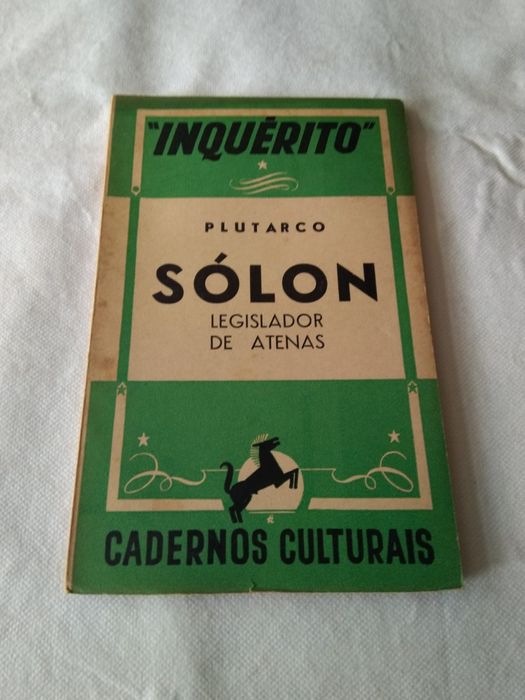 "INQUÉRITO"
PLUTARCO
SÓLON
LEGISLADOR
DE ATENAS
CADERNOS CULTURAIS